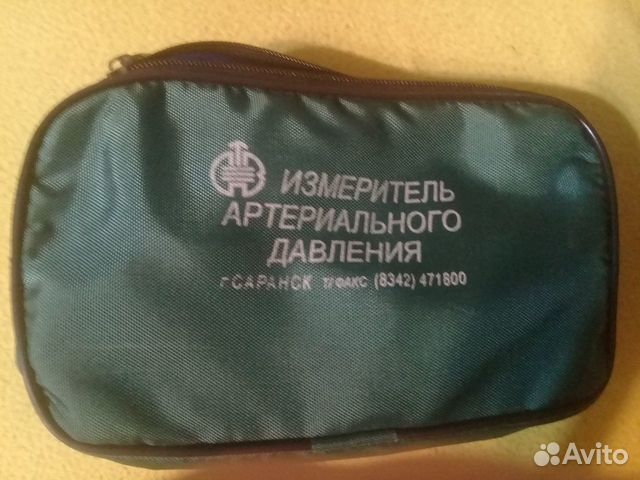 ИЗМЕРИТЕЛЬ
АРТЕРИАЛЬНОГО
ДАВЛЕНИЯ
г.САРАНСК т/ФАКС (8342) 471800
Avito